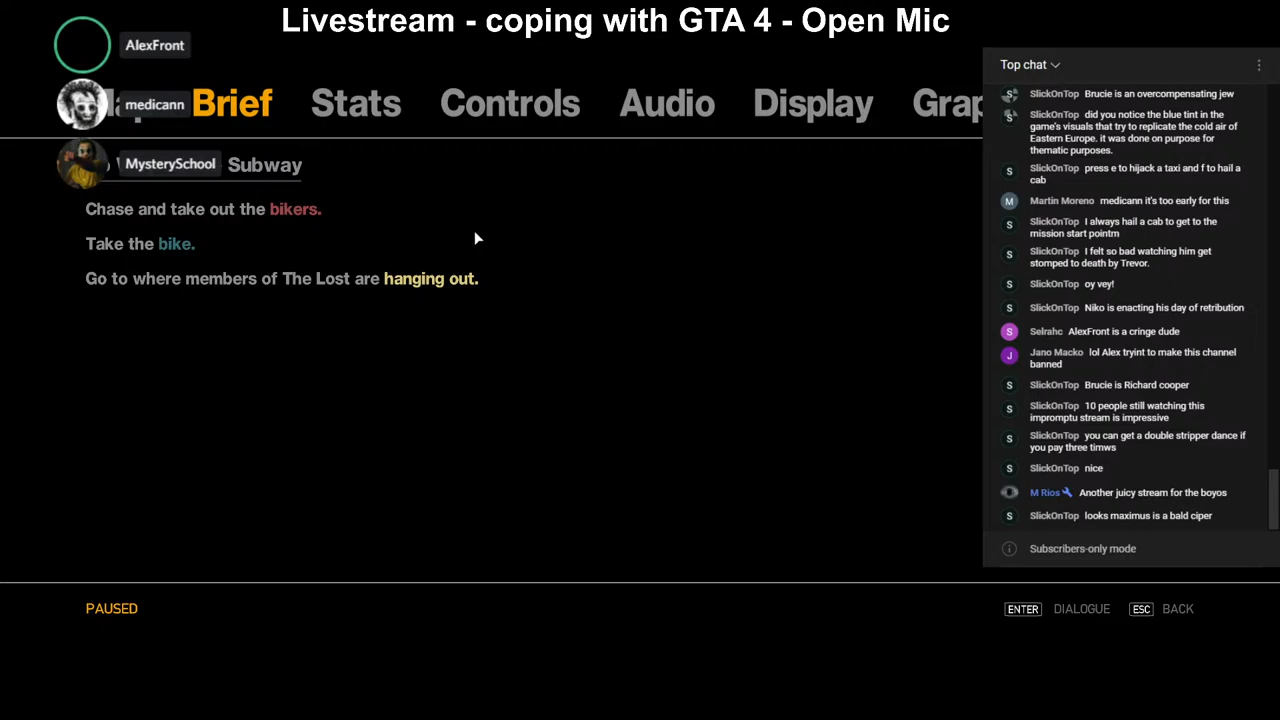 Livestream - coping with GTA 4 - Open Mic
AlexFront
medicann
Brief Stats Controls Audio Display Grap
MysterySchool
Subway
Chase and take out the bikers.
Take the bike.
Go to where members of The Lost are hanging out.
PAUSED
ENTER DIALOGUE ESC BACK
Top chat
SlickOnTop Brucie is an overcompensating jew
SlickOnTop did you notice the blue tint in the
game's visuals that try to replicate the cold air of
Eastern Europe. it was done on purpose for
thematic purposes.
SlickOnTop press e to hijack a taxi and f to hail a
cab
Martin Moreno medicann it's too early for this
SlickOnTop I always hail a cab to get to the
mission start pointm
SlickOnTop I felt so bad watching him get
stomped to death by Trevor.
SlickOnTop oy vey!
SlickOnTop Niko is enacting his day of retribution
Selrahc AlexFront is a cringe dude
Jano Macko lol Alex tryint to make this channel
banned
SlickOnTop Brucie is Richard cooper
SlickOnTop 10 people still watching this
impromptu stream is impressive
SlickOnTop you can get a double stripper dance if
you pay three timws
SlickOnTop nice
M Rios Another juicy stream for the boyos
SlickOnTop looks maximus is a bald ciper
Subscribers-only mode